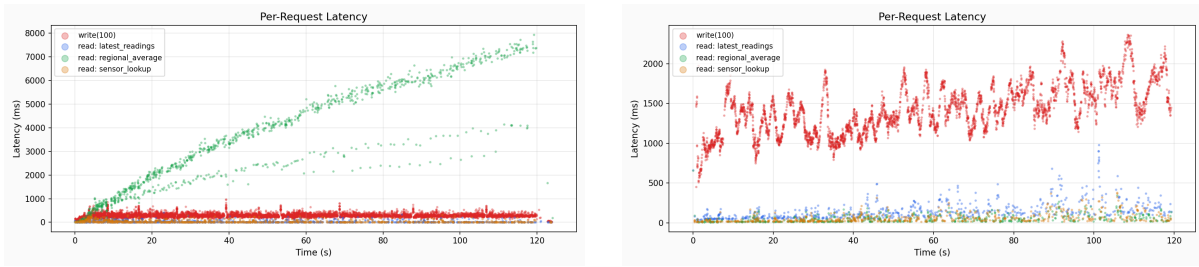 Per-Request Latency
write(100)
read: latest_readings
read: regional_average
read: sensor_lookup
8000
7000
6000
5000
4000
3000
2000
1000
0
Latency (ms)
0
20
40
60
80
100
120
Time (s)
Per-Request Latency
write(100)
read: latest_readings
read: regional_average
read: sensor_lookup
2000
1500
1000
500
0
Latency (ms)
0
20
40
60
80
100
120
Time (s)